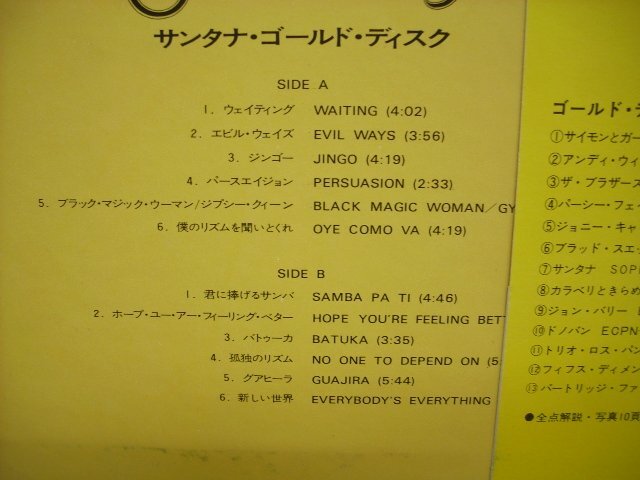 サンタナ・ゴールド・ディスク
SIDE A
1. ウェイティング WAITING (4:02)
2. エビル・ウェイズ EVIL WAYS (3:56)
3. ジンゴー JINGO (4:19)
4. パースエイジョン PERSUASION (2:33)
5. ブラック・マジック・ウーマン/ジプシー・クィーン BLACK MAGIC WOMAN/GY
6. 僕のリズムを聞いとくれ OYE COMO VA (4:19)
SIDE B
1. 君に捧げるサンバ SAMBA PA TI (4:46)
2. ホープ・ユー・アー・フィーリング・ベター HOPE YOU'RE FEELING BETT
3. バトゥーカ BATUKA (3:35)
4. 孤独のリズム NO ONE TO DEPEND ON (5:
5. グアヒーラ GUAJIRA (5:44)
6. 新しい世界 EVERYBODY'S EVERYTHING
ゴールド・デ
①サイモンとガー
②アンディ・ウィ
③ザ・ブラザーズ
④パーシー・フェイ
⑤ジョニー・キャ
⑥ブラッド・スエッ
⑦サンタナ SOPI
⑧カラベリときらめ
⑨ジョン・バリー E
⑩ドノバン ECPN-
⑪トリオ・ロス・パン
⑫フィフス・ディメン
⑬パートリッジ・ファ
●全点解説・写真10頁